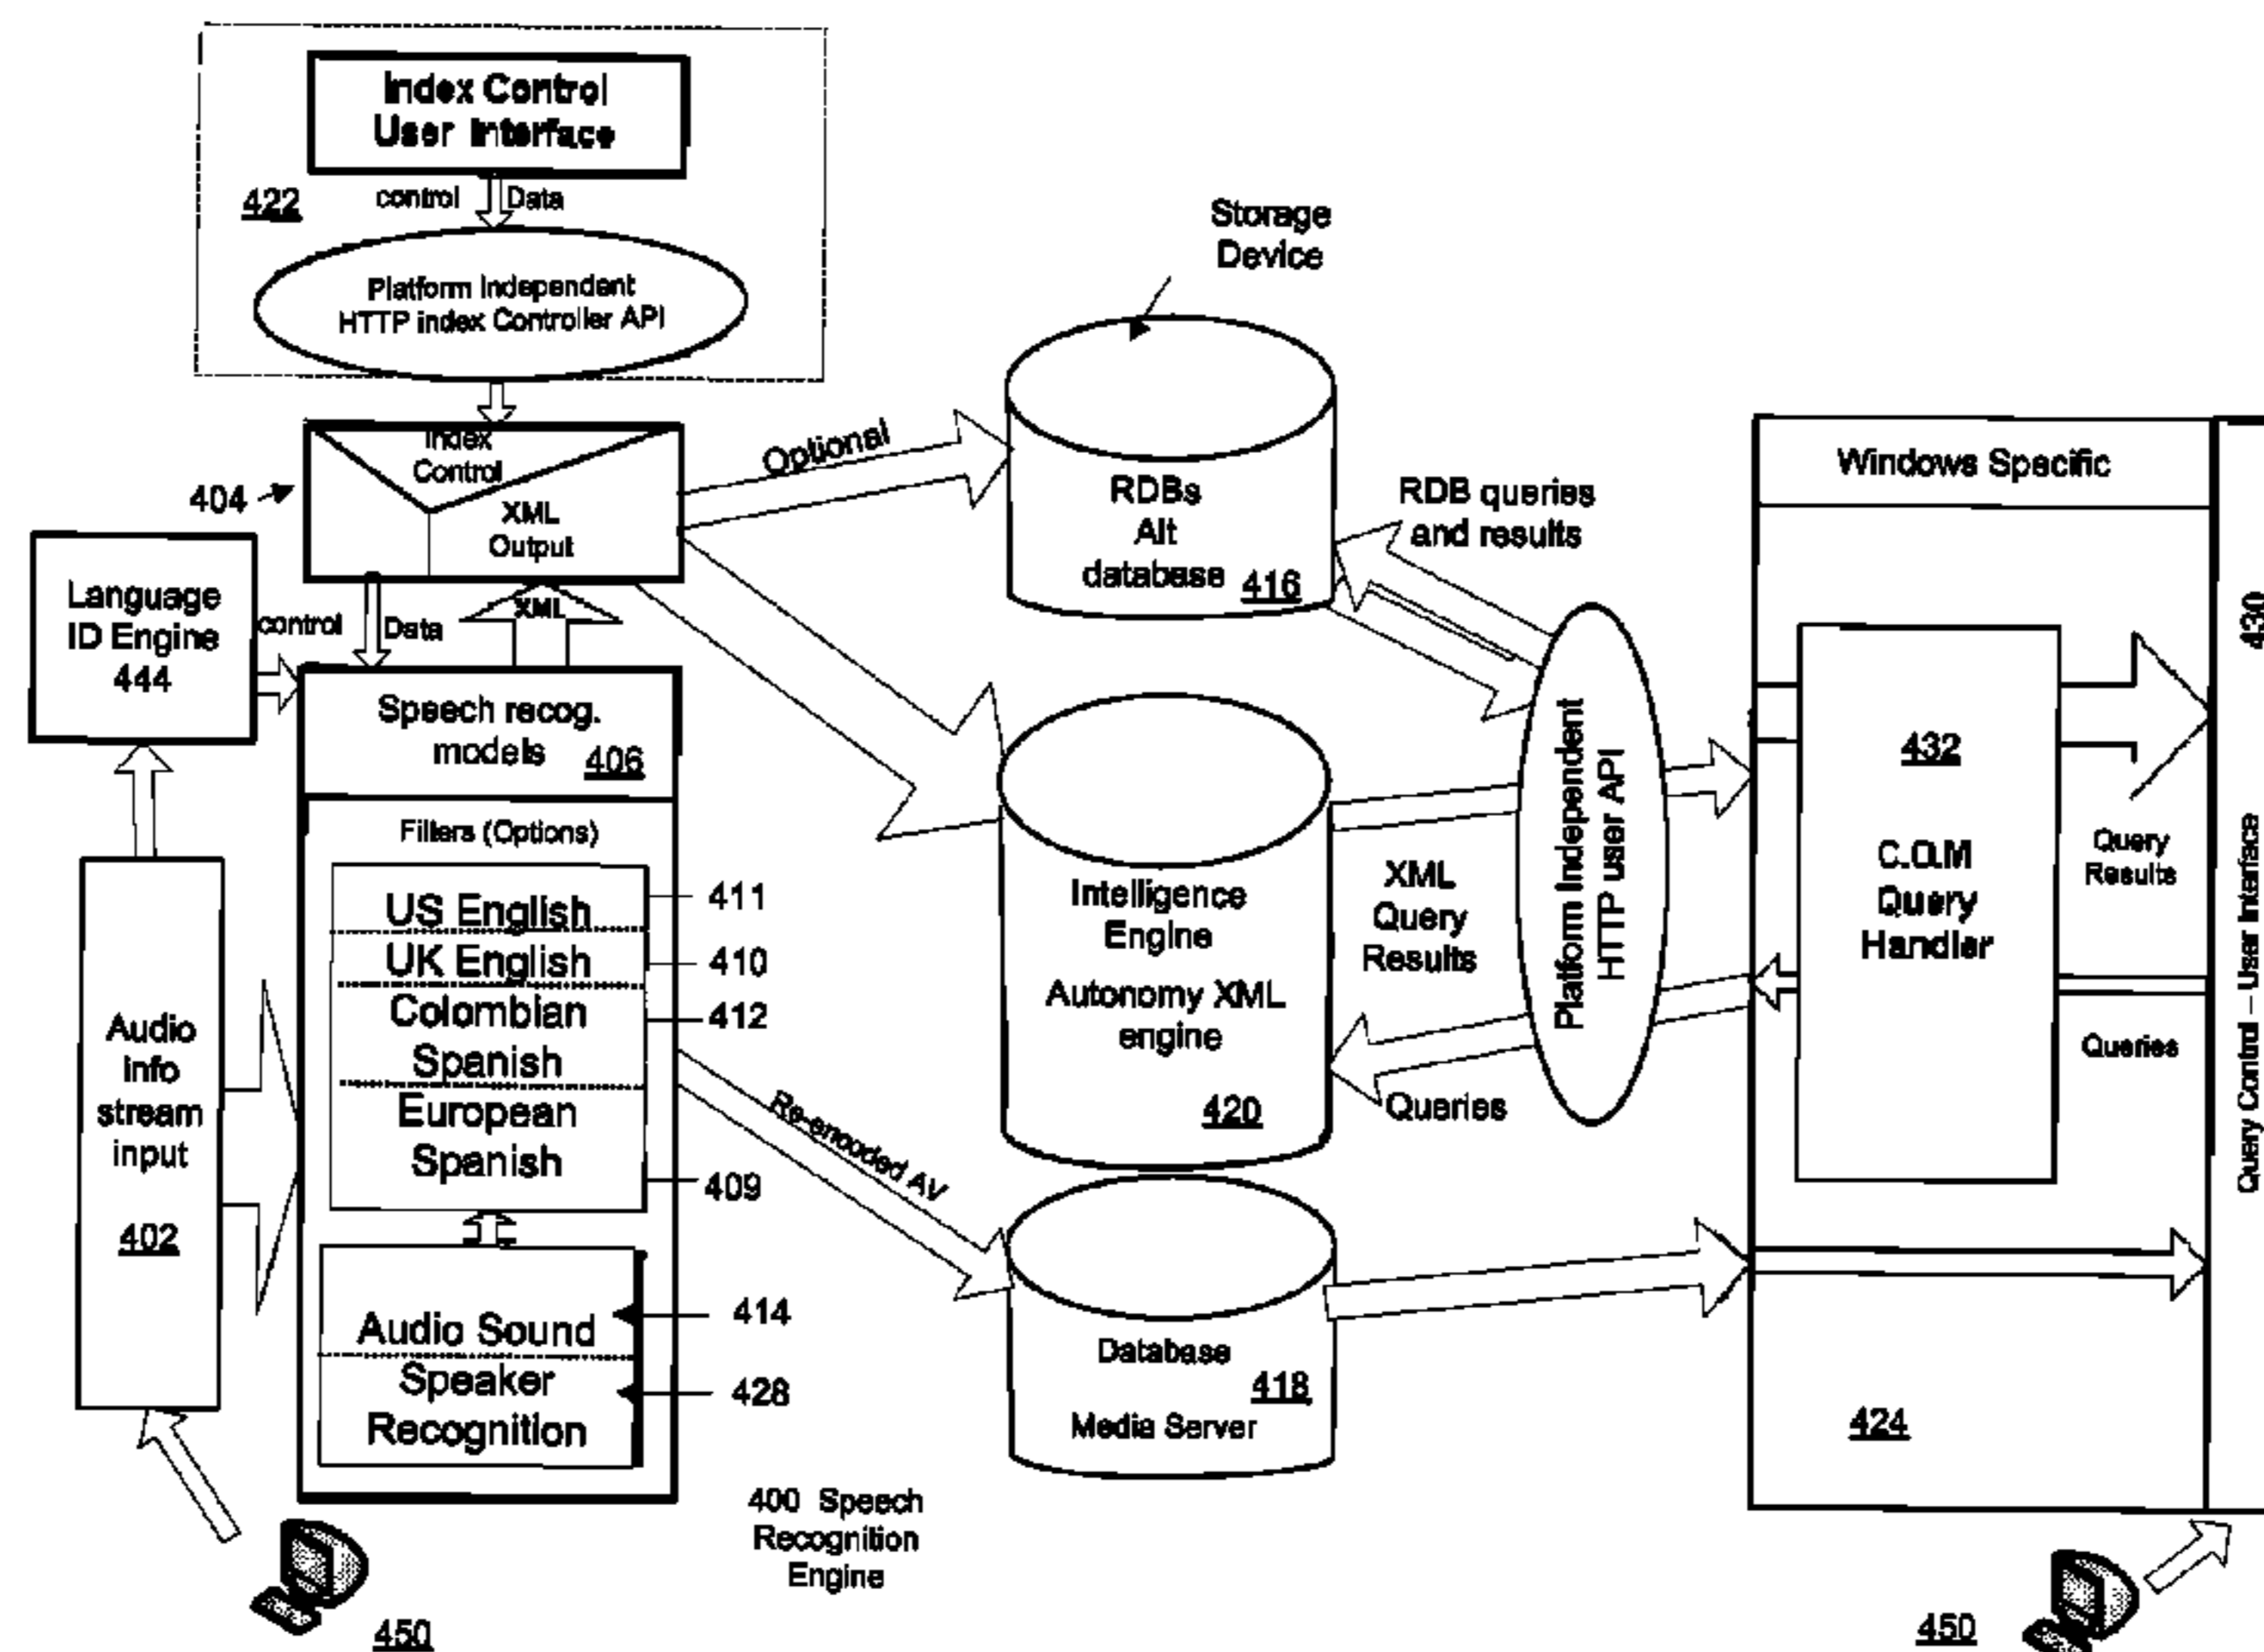 Index Control
User Interface
control
Data
422
Platform Independent
HTTP index Controller API
Storage
Device
404
Index
Control
XML
Output
Optional
RDBs
Alt
database
416
RDB queries
and results
Windows Specific
430
Language
ID Engine
444
control
Data
XML
Speech recog.
models
406
Filters (Options)
US English
411
UK English
410
Colombian
Spanish
412
European
Spanish
409
Audio
info
stream
input
402
Re-encoded AV
Audio Sound
414
Speaker
Recognition
428
Intelligence
Engine
Autonomy XML
engine
420
XML
Query
Results
Queries
Platform Independent
HTTP user API
432
C.O.M
Query
Handler
Query
Results
Queries
Query Control – User Interface
Database
418
Media Server
424
400 Speech
Recognition
Engine
450
450